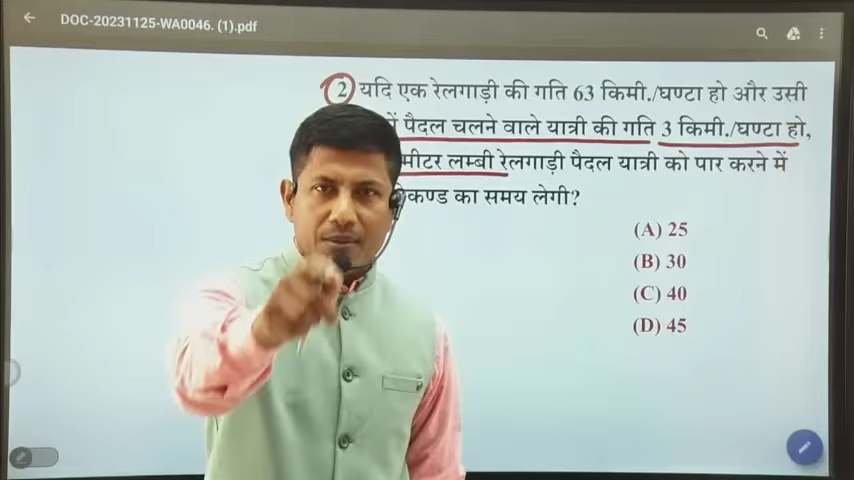 DOC-20231125-WA0046. (1).pdf
2 यदि एक रेलगाड़ी की गति 63 किमी./घण्टा हो और उसी
पैदल चलने वाले यात्री की गति 3 किमी./घण्टा हो,
मीटर लम्बी रेलगाड़ी पैदल यात्री को पार करने में
का समय लेगी?
(A) 25
(B) 30
(C) 40
(D) 45